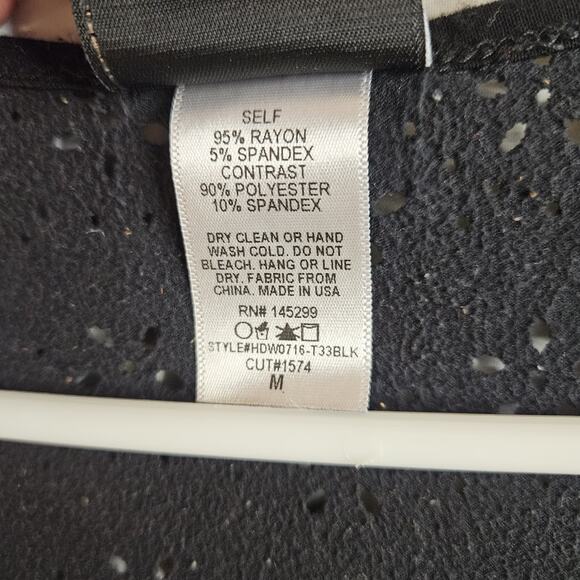 SELF
95% RAYON
5% SPANDEX
CONTRAST
90% POLYESTER
10% SPANDEX
DRY CLEAN OR HAND
WASH COLD. DO NOT
BLEACH. HANG OR LINE
DRY. FABRIC FROM
CHINA. MADE IN USA
RN# 145299
STYLE#HDW0716-T33BLK
CUT#1574
M